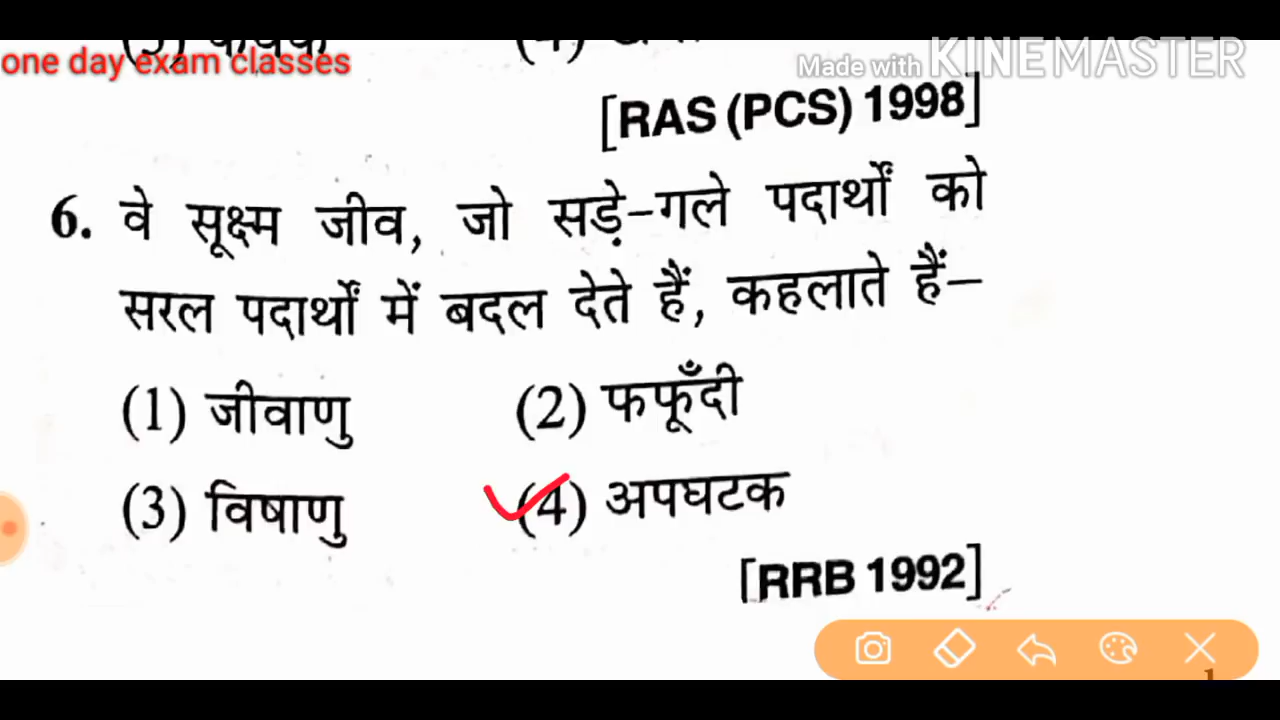 one day exam classes
Made with KINEMASTER
[RAS (PCS) 1998]
6. वे सूक्ष्म जीव, जो सड़े-गले पदार्थों को
सरल पदार्थों में बदल देते हैं, कहलाते हैं–
(1) जीवाणु (2) फफूँदी
(3) विषाणु (4) अपघटक
[RRB 1992]